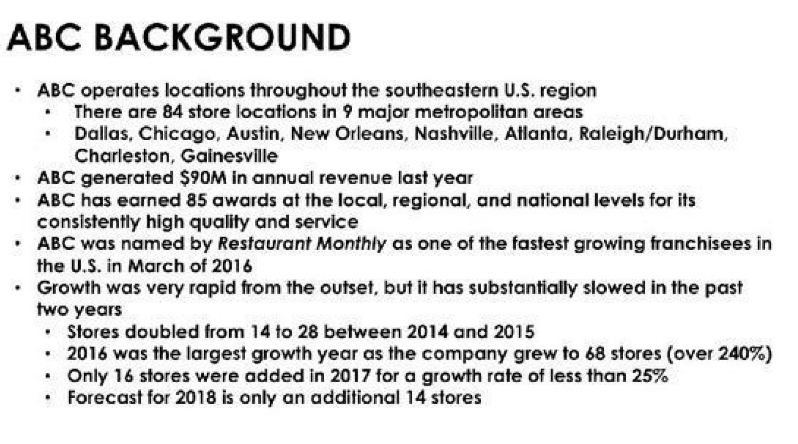 ABC BACKGROUND
• ABC operates locations throughout the southeastern U.S. region
• There are 84 store locations in 9 major metropolitan areas
• Dallas, Chicago, Austin, New Orleans, Nashville, Atlanta, Raleigh/Durham,
Charleston, Gainesville
• ABC generated $90M in annual revenue last year
• ABC has earned 85 awards at the local, regional, and national levels for its
consistently high quality and service
• ABC was named by Restaurant Monthly as one of the fastest growing franchisees in
the U.S. in March of 2016
• Growth was very rapid from the outset, but it has substantially slowed in the past
two years
• Stores doubled from 14 to 28 between 2014 and 2015
• 2016 was the largest growth year as the company grew to 68 stores (over 240%)
• Only 16 stores were added in 2017 for a growth rate of less than 25%
• Forecast for 2018 is only an additional 14 stores